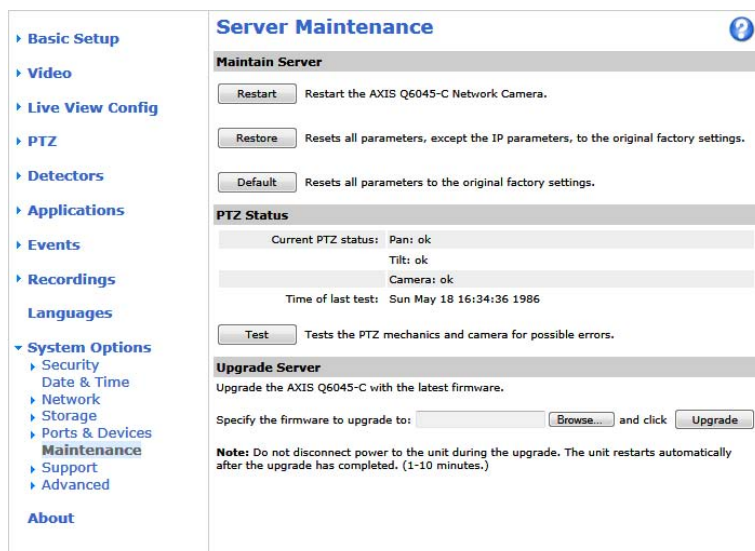 Basic Setup
Video
Live View Config
PTZ
Detectors
Applications
Events
Recordings
Languages
System Options
Security
Date & Time
Network
Storage
Ports & Devices
Maintenance
Support
Advanced
About
Server Maintenance
?
Maintain Server
Restart Restart the AXIS Q6045-C Network Camera.
Restore Resets all parameters, except the IP parameters, to the original factory settings.
Default Resets all parameters to the original factory settings.
PTZ Status
Current PTZ status: Pan: ok
Tilt: ok
Camera: ok
Time of last test: Sun May 18 16:34:36 1986
Test Tests the PTZ mechanics and camera for possible errors.
Upgrade Server
Upgrade the AXIS Q6045-C with the latest firmware.
Specify the firmware to upgrade to: Browse... and click Upgrade
Note: Do not disconnect power to the unit during the upgrade. The unit restarts automatically
after the upgrade has completed. (1-10 minutes.)